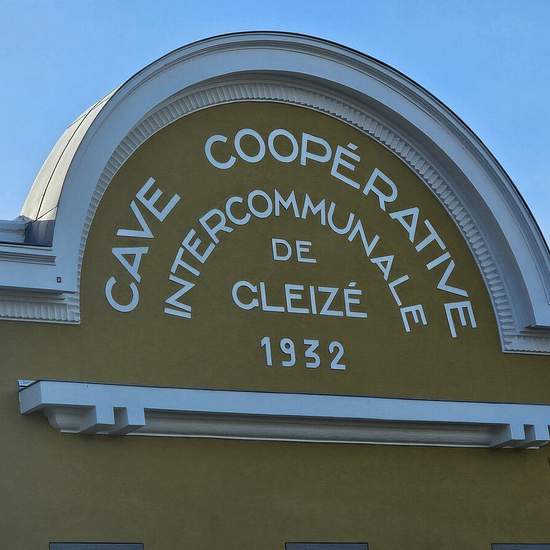 CAVE COOPÉRATIVE
INTERCOMMUNALE
DE
GLEIZÉ
1932